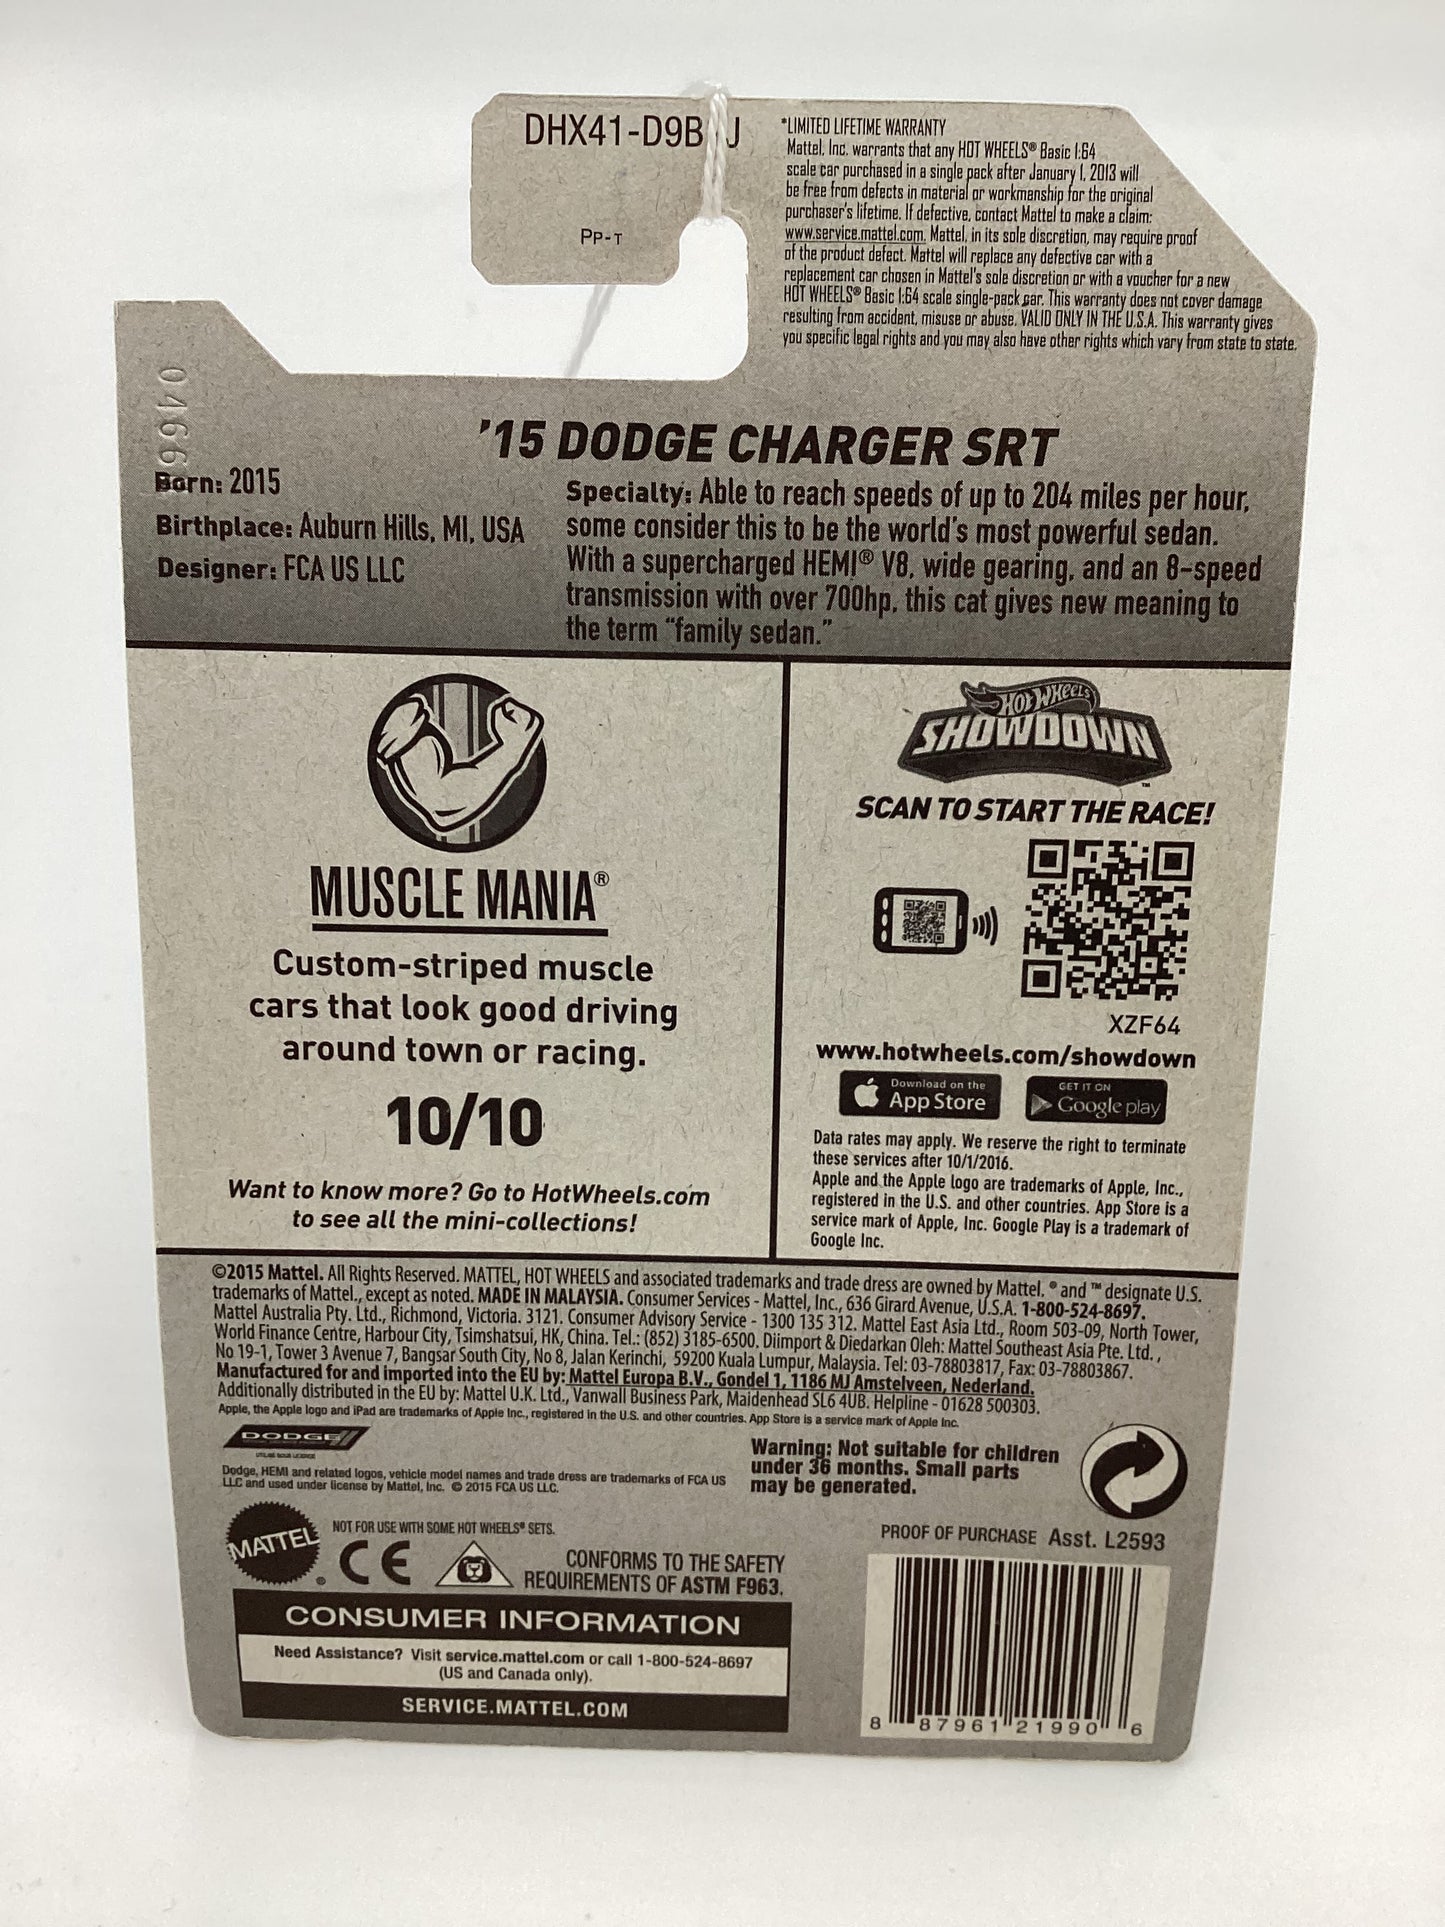 DHX41-D9B J
PP-T
*LIMITED LIFETIME WARRANTY
Mattel, Inc. warrants that any HOT WHEELS® Basic 1:64
scale car purchased in a single pack after January 1, 2013 will
be free from defects in material or workmanship for the original
purchaser's lifetime. If defective, contact Mattel to make a claim:
www.service.mattel.com. Mattel, in its sole discretion, may require proof
of the product defect. Mattel will replace any defective car with a
replacement car chosen in Mattel's sole discretion or with a voucher for a new
HOT WHEELS® Basic 1:64 scale single-pack car. This warranty does not cover damage
resulting from accident, misuse or abuse. VALID ONLY IN THE U.S.A. This warranty gives
you specific legal rights and you may also have other rights which vary from state to state.
0466
'15 DODGE CHARGER SRT
Born: 2015
Birthplace: Auburn Hills, MI, USA
Designer: FCA US LLC
Specialty: Able to reach speeds of up to 204 miles per hour,
some consider this to be the world's most powerful sedan.
With a supercharged HEMI® V8, wide gearing, and an 8-speed
transmission with over 700hp, this cat gives new meaning to
the term "family sedan."
MUSCLE MANIA®
Custom-striped muscle
cars that look good driving
around town or racing.
10/10
Want to know more? Go to HotWheels.com
to see all the mini-collections!
HOT WHEELS
SHOWDOWN™
SCAN TO START THE RACE!
XZF64
www.hotwheels.com/showdown
Download on the
App Store
GET IT ON
Google play
Data rates may apply. We reserve the right to terminate
these services after 10/1/2016.
Apple and the Apple logo are trademarks of Apple, Inc.,
registered in the U.S. and other countries. App Store is a
service mark of Apple, Inc. Google Play is a trademark of
Google Inc.
©2015 Mattel. All Rights Reserved. MATTEL, HOT WHEELS and associated trademarks and trade dress are owned by Mattel. ® and ™ designate U.S.
trademarks of Mattel., except as noted. MADE IN MALAYSIA. Consumer Services - Mattel, Inc., 636 Girard Avenue, U.S.A. 1-800-524-8697.
Mattel Australia Pty. Ltd., Richmond, Victoria. 3121. Consumer Advisory Service - 1300 135 312. Mattel East Asia Ltd., Room 503-09, North Tower,
World Finance Centre, Harbour City, Tsimshatsui, HK, China. Tel.: (852) 3185-6500. Diimport & Diedarkan Oleh: Mattel Southeast Asia Pte. Ltd.,
No 19-1, Tower 3 Avenue 7, Bangsar South City, No 8, Jalan Kerinchi, 59200 Kuala Lumpur, Malaysia. Tel: 03-78803817, Fax: 03-78803867.
Manufactured for and imported into the EU by: Mattel Europa B.V., Gondel 1, 1186 MJ Amstelveen, Nederland.
Additionally distributed in the EU by: Mattel U.K. Ltd., Vanwall Business Park, Maidenhead SL6 4UB. Helpline - 01628 500303.
Apple, the Apple logo and iPad are trademarks of Apple Inc., registered in the U.S. and other countries. App Store is a service mark of Apple Inc.
DODGE
UTILISE SOUS LICENCE
Dodge, HEMI and related logos, vehicle model names and trade dress are trademarks of FCA US
LLC and used under license by Mattel, Inc. © 2015 FCA US LLC.
Warning: Not suitable for children
under 36 months. Small parts
may be generated.
MATTEL®
NOT FOR USE WITH SOME HOT WHEELS® SETS.
CE
CONFORMS TO THE SAFETY
REQUIREMENTS OF ASTM F963.
PROOF OF PURCHASE Asst. L2593
CONSUMER INFORMATION
Need Assistance? Visit service.mattel.com or call 1-800-524-8697
(US and Canada only).
SERVICE.MATTEL.COM
8 87961 21990 6